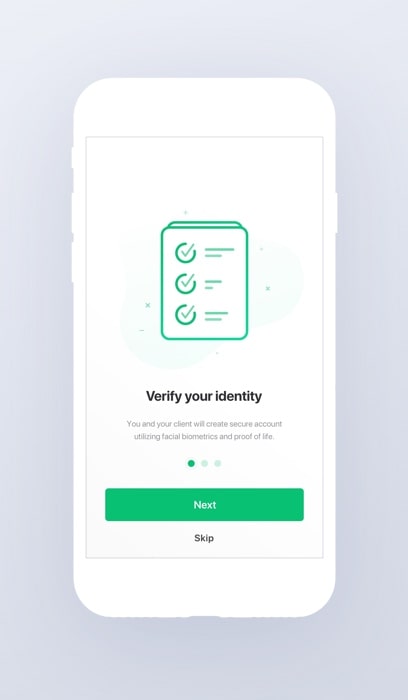 Verify your identity
You and your client will create secure account
utilizing facial biometrics and proof of life.
Next
Skip